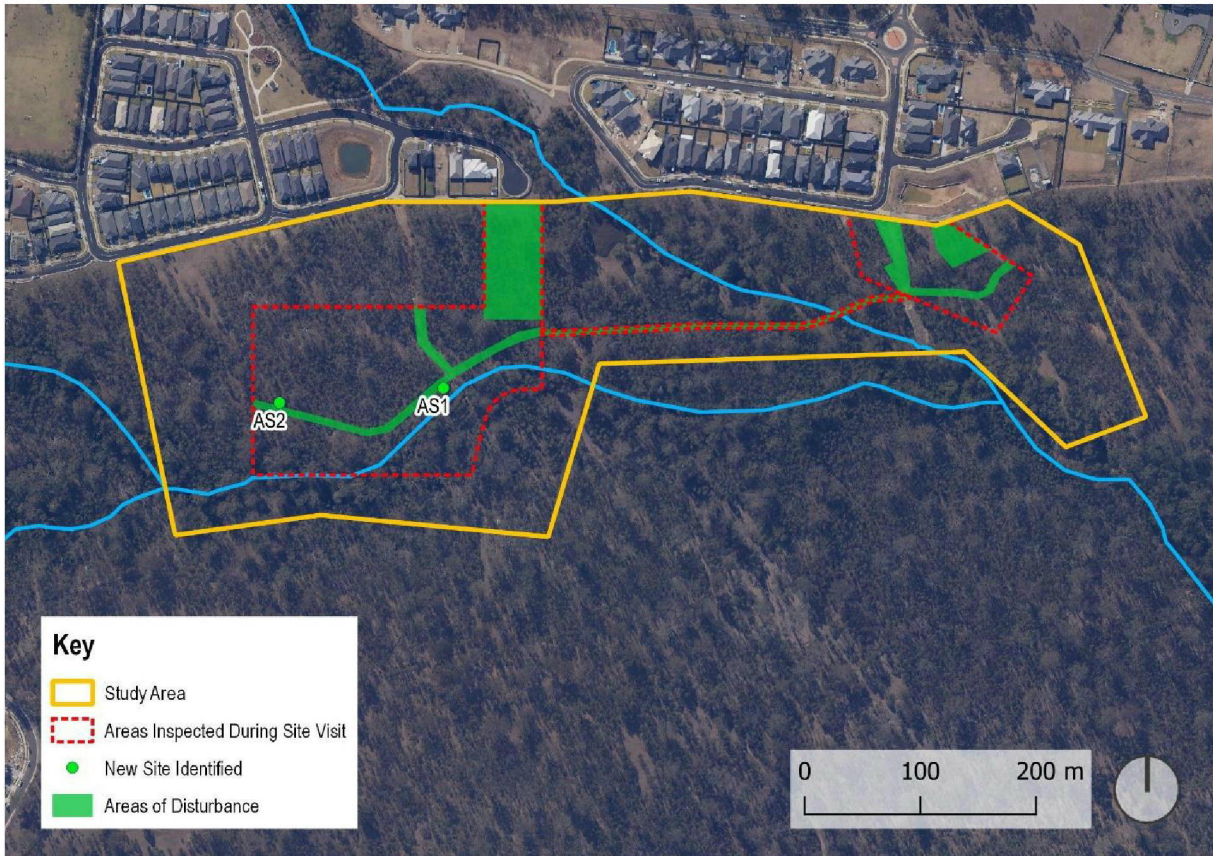 AS1
AS2
Key
Study Area
Areas Inspected During Site Visit
New Site Identified
Areas of Disturbance
0 100 200 m